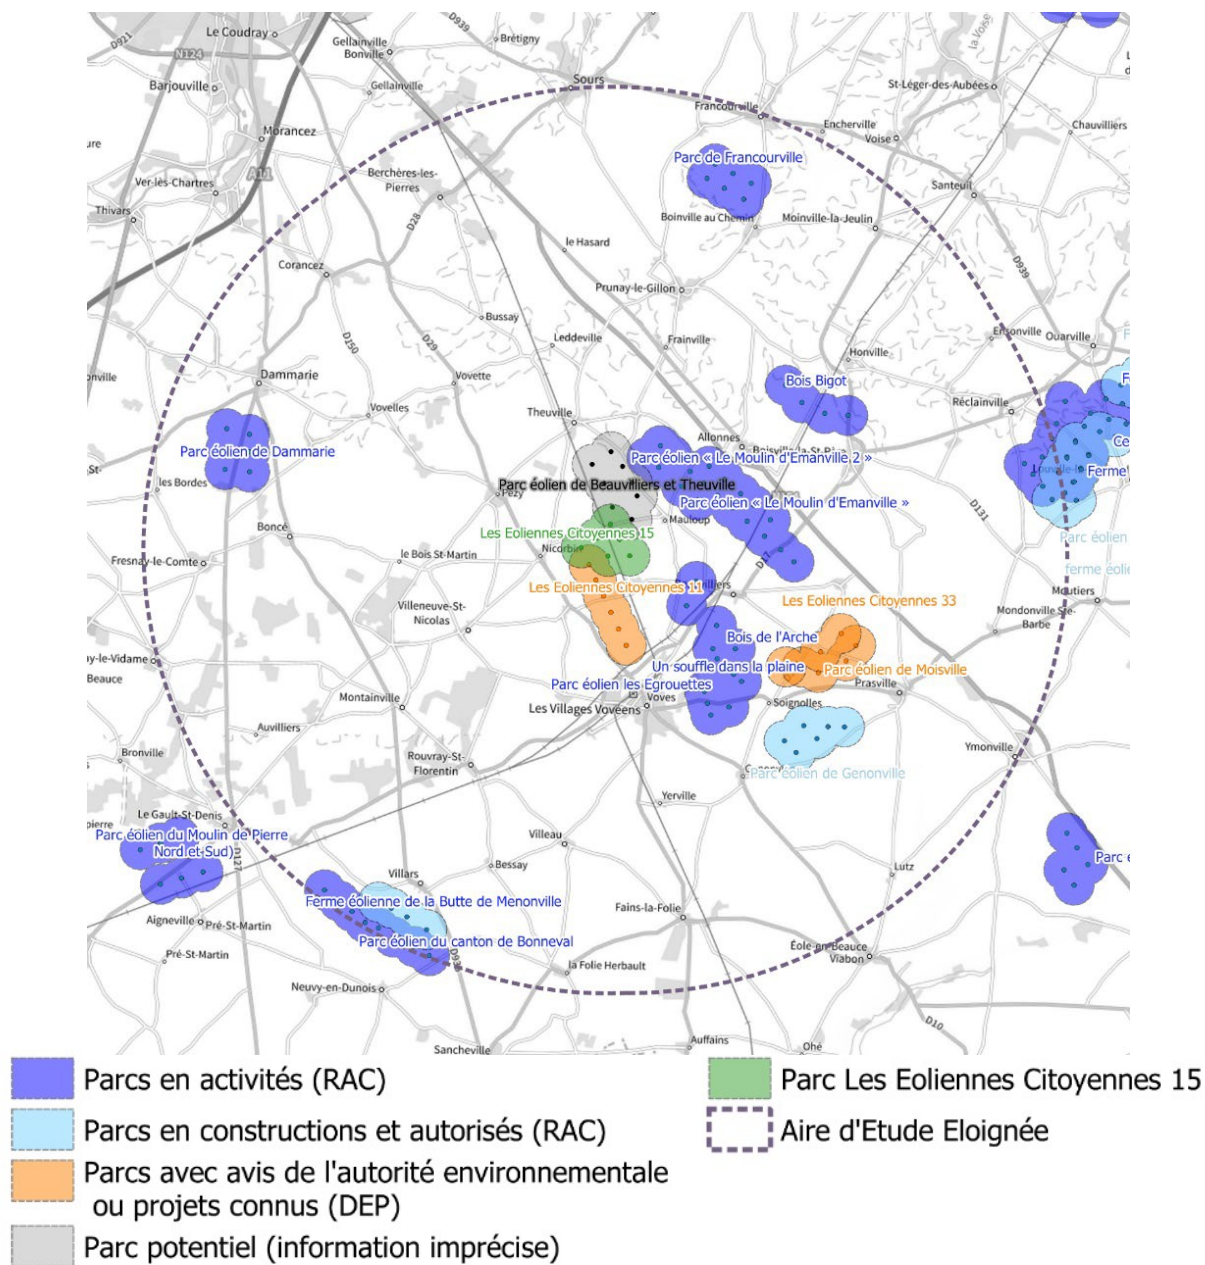 D921
Le Coudray
D939
Brétigny
Gellainville
Bonville
N124
Sours
Barjouville
Gellainville
St-Léger-des-Aubées
Francourville
Encherville
Voise
Chauvilliers
Morancez
Parc de Francourville
Berchères-les-
Pierres
A11
Ver-lès-Chartres
Santeuil
Thivars
D28
Boinville au Chemin
Moinville-la-Jeulin
le Hasard
Corancez
D939
Prunay-le-Gillon
Bussay
D150
D29
Leddeville
Frainville
Ensonville
Ouarville
Honville
Dammarie
Vovette
Bois Bigot
Réclainville
Vovelles
Theuville
Allonnes
Parc éolien de Dammarie
Parc éolien « Le Moulin d'Emanville 2 »
les Bordes
Pezy
Parc éolien de Beauvilliers et Theuville
Ferme
Parc éolien « Le Moulin d'Emanville »
D131
Mauloup
Boncé
Les Eoliennes Citoyennes 15
Parc éolien
le Bois St-Martin
Fresnay-le-Comte
D17
ferme éolie
Les Eoliennes Citoyennes 11
Moutiers
Les Eoliennes Citoyennes 33
Villeneuve-St-
Nicolas
Mondonville Ste-
Barbe
Bois de l'Arche
ay-le-Vidame
Beauce
Un souffle dans la plaine
Parc éolien de Moisville
Parc éolien les Egrouettes
Prasville
Montainville
Voves
Les Villages Vovéens
Soignolles
Auvilliers
Bronville
Ymonville
Rouvray-St-
Florentin
Parc éolien de Genonville
Yerville
Le Gault-St-Denis
pierre
Parc éolien du Moulin de Pierre
Nord et Sud)
Villeau
D127
Parc e
Bessay
Lutz
Villars
Ferme éolienne de la Butte de Menonville
Fains-la-Folie
Aigneville
Pré-St-Martin
Parc éolien du canton de Bonneval
Pré-St-Martin
Éole-en-Beauce
Viabon
la Folie Herbault
Neuvy-en-Dunois
D10
Sancheville
Auffains
Ohé
Parcs en activités (RAC)
Parcs en constructions et autorisés (RAC)
Parcs avec avis de l'autorité environnementale
ou projets connus (DEP)
Parc potentiel (information imprécise)
Parc Les Eoliennes Citoyennes 15
Aire d'Etude Eloignée